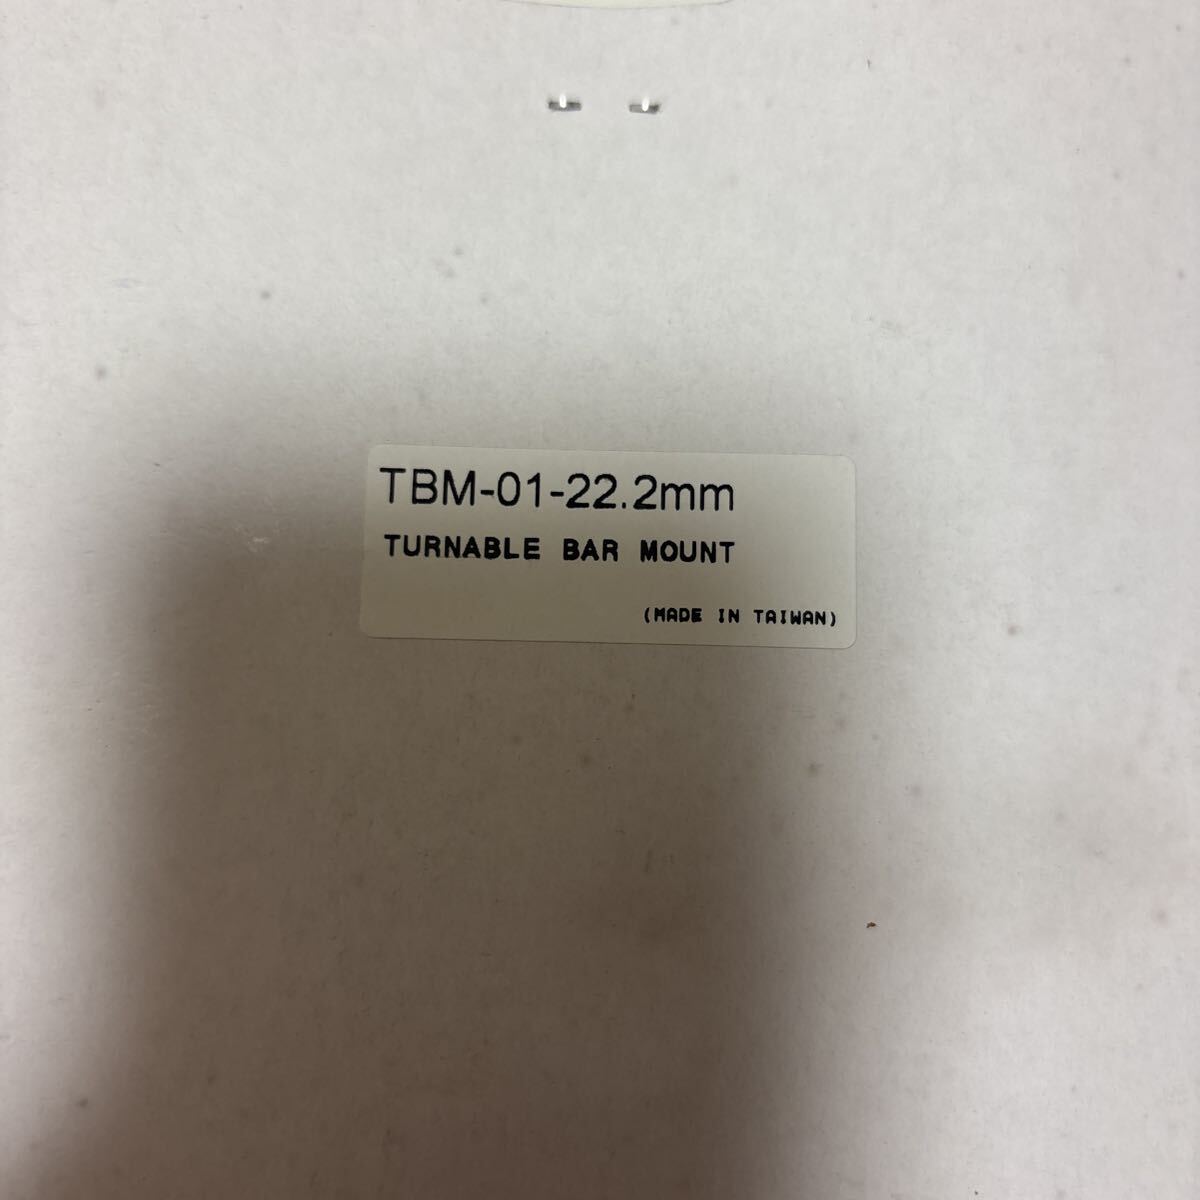 TBM-01-22.2mm
TURNABLE BAR MOUNT
(MADE IN TAIWAN)